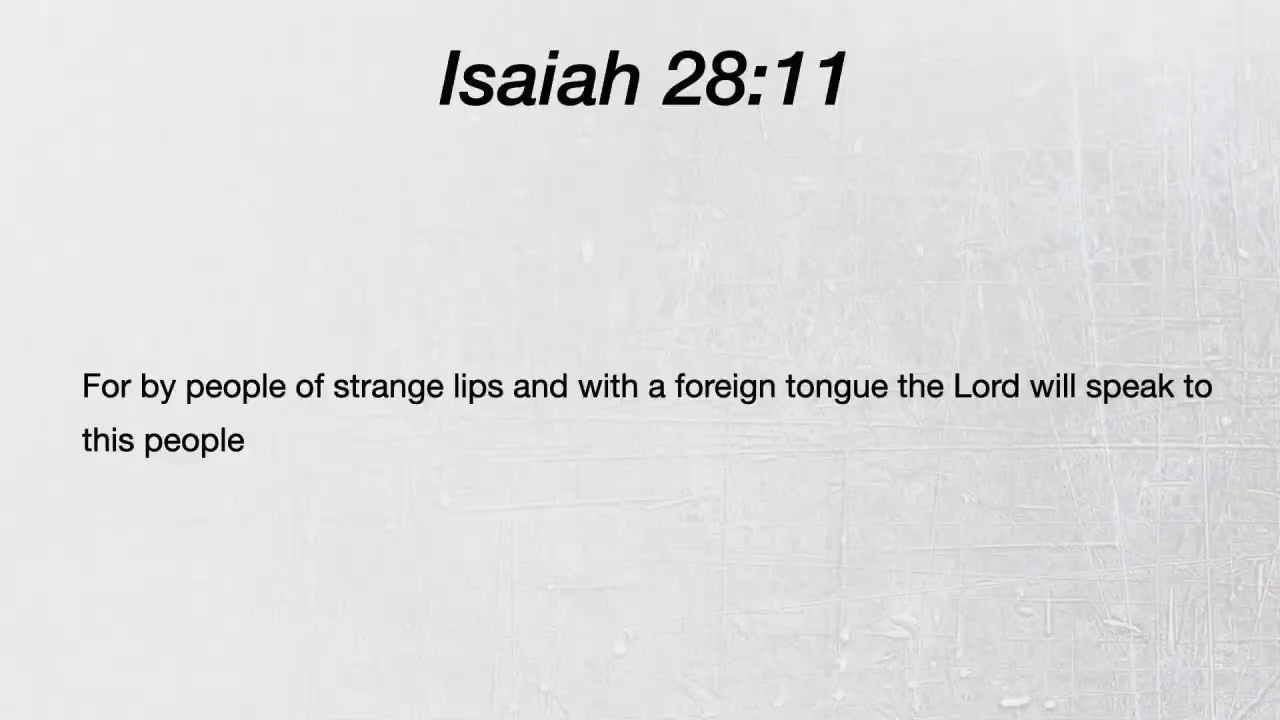 Isaiah 28:11
For by people of strange lips and with a foreign tongue the Lord will speak to
this people